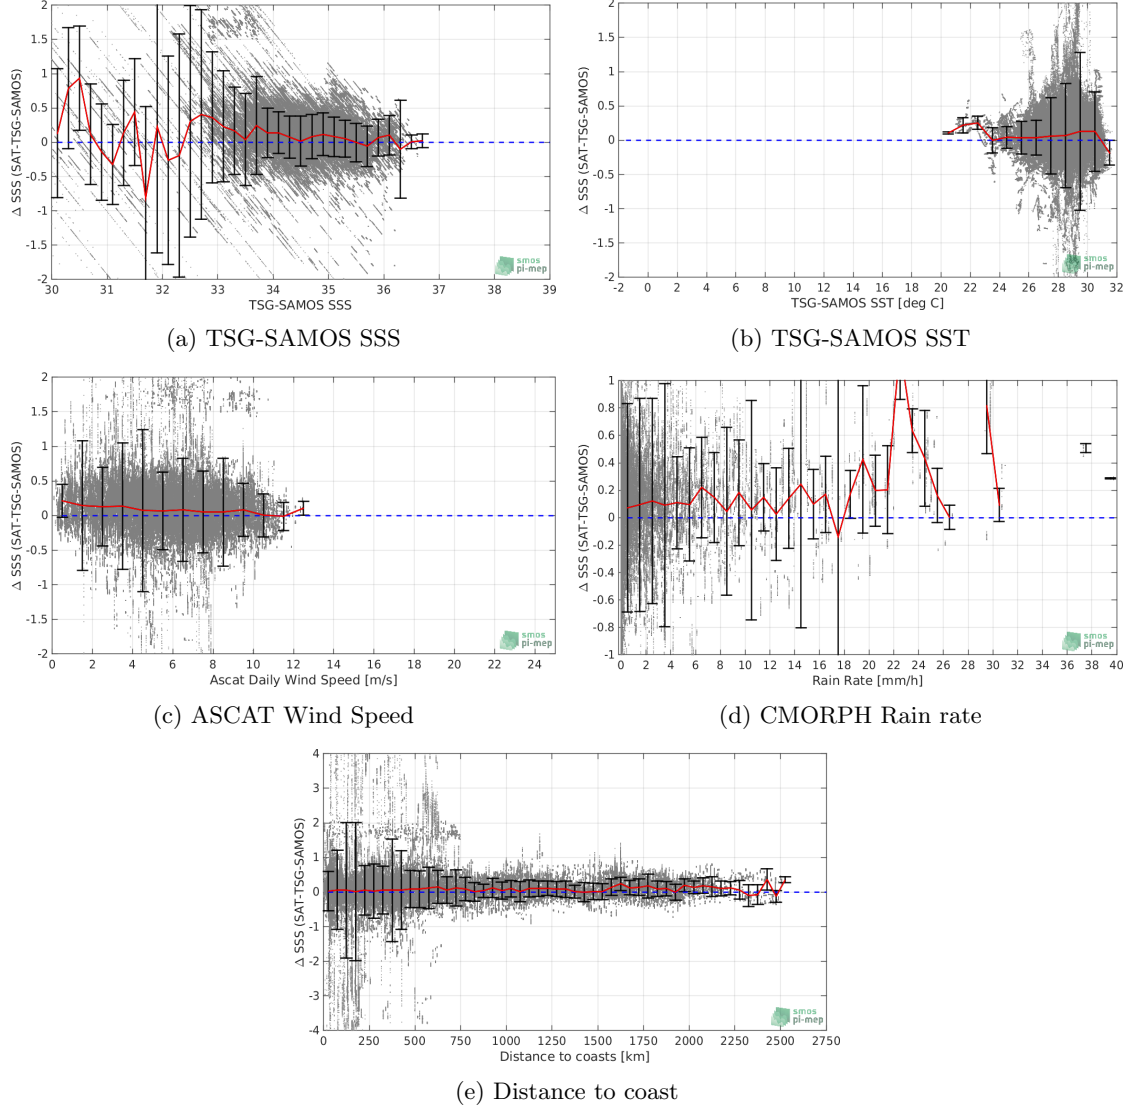 2
1.5
1
0.5
0
-0.5
-1
-1.5
-2
Δ SSS (SAT-TSG-SAMOS)
30 31 32 33 34 35 36 37 38 39
TSG-SAMOS SSS
smos
pi-mep
(a) TSG-SAMOS SSS
2
1.5
1
0.5
0
-0.5
-1
-1.5
-2
Δ SSS (SAT-TSG-SAMOS)
-2 0 2 4 6 8 10 12 14 16 18 20 22 24 26 28 30 32
TSG-SAMOS SST [deg C]
smos
pi-mep
(b) TSG-SAMOS SST
2
1.5
1
0.5
0
-0.5
-1
-1.5
-2
Δ SSS (SAT-TSG-SAMOS)
0 2 4 6 8 10 12 14 16 18 20 22 24
Ascat Daily Wind Speed [m/s]
smos
pi-mep
(c) ASCAT Wind Speed
1
0.8
0.6
0.4
0.2
0
-0.2
-0.4
-0.6
-0.8
-1
Δ SSS (SAT-TSG-SAMOS)
0 2 4 6 8 10 12 14 16 18 20 22 24 26 28 30 32 34 36 38 40
Rain Rate [mm/h]
smos
pi-mep
(d) CMORPH Rain rate
4
3
2
1
0
-1
-2
-3
-4
Δ SSS (SAT-TSG-SAMOS)
0 250 500 750 1000 1250 1500 1750 2000 2250 2500 2750
Distance to coasts [km]
smos
pi-mep
(e) Distance to coast